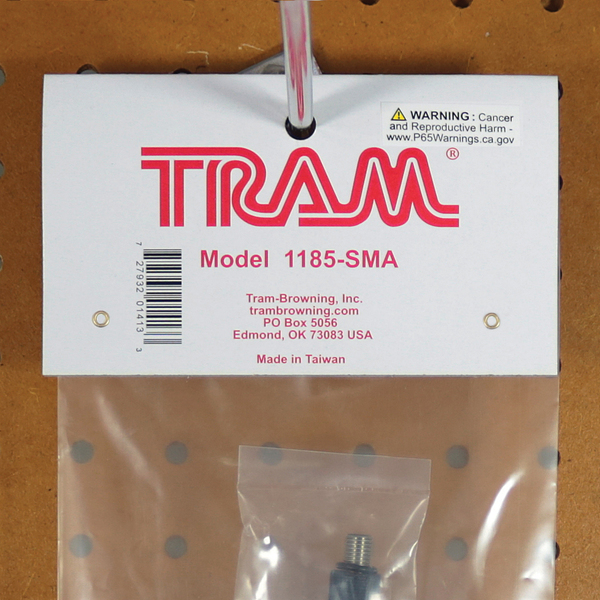 WARNING : Cancer
and Reproductive Harm -
www.P65Warnings.ca.gov
TRAM®
Model 1185-SMA
7 27932 01413 3
Tram-Browning, Inc.
trambrowning.com
PO Box 5056
Edmond, OK 73083 USA
Made in Taiwan